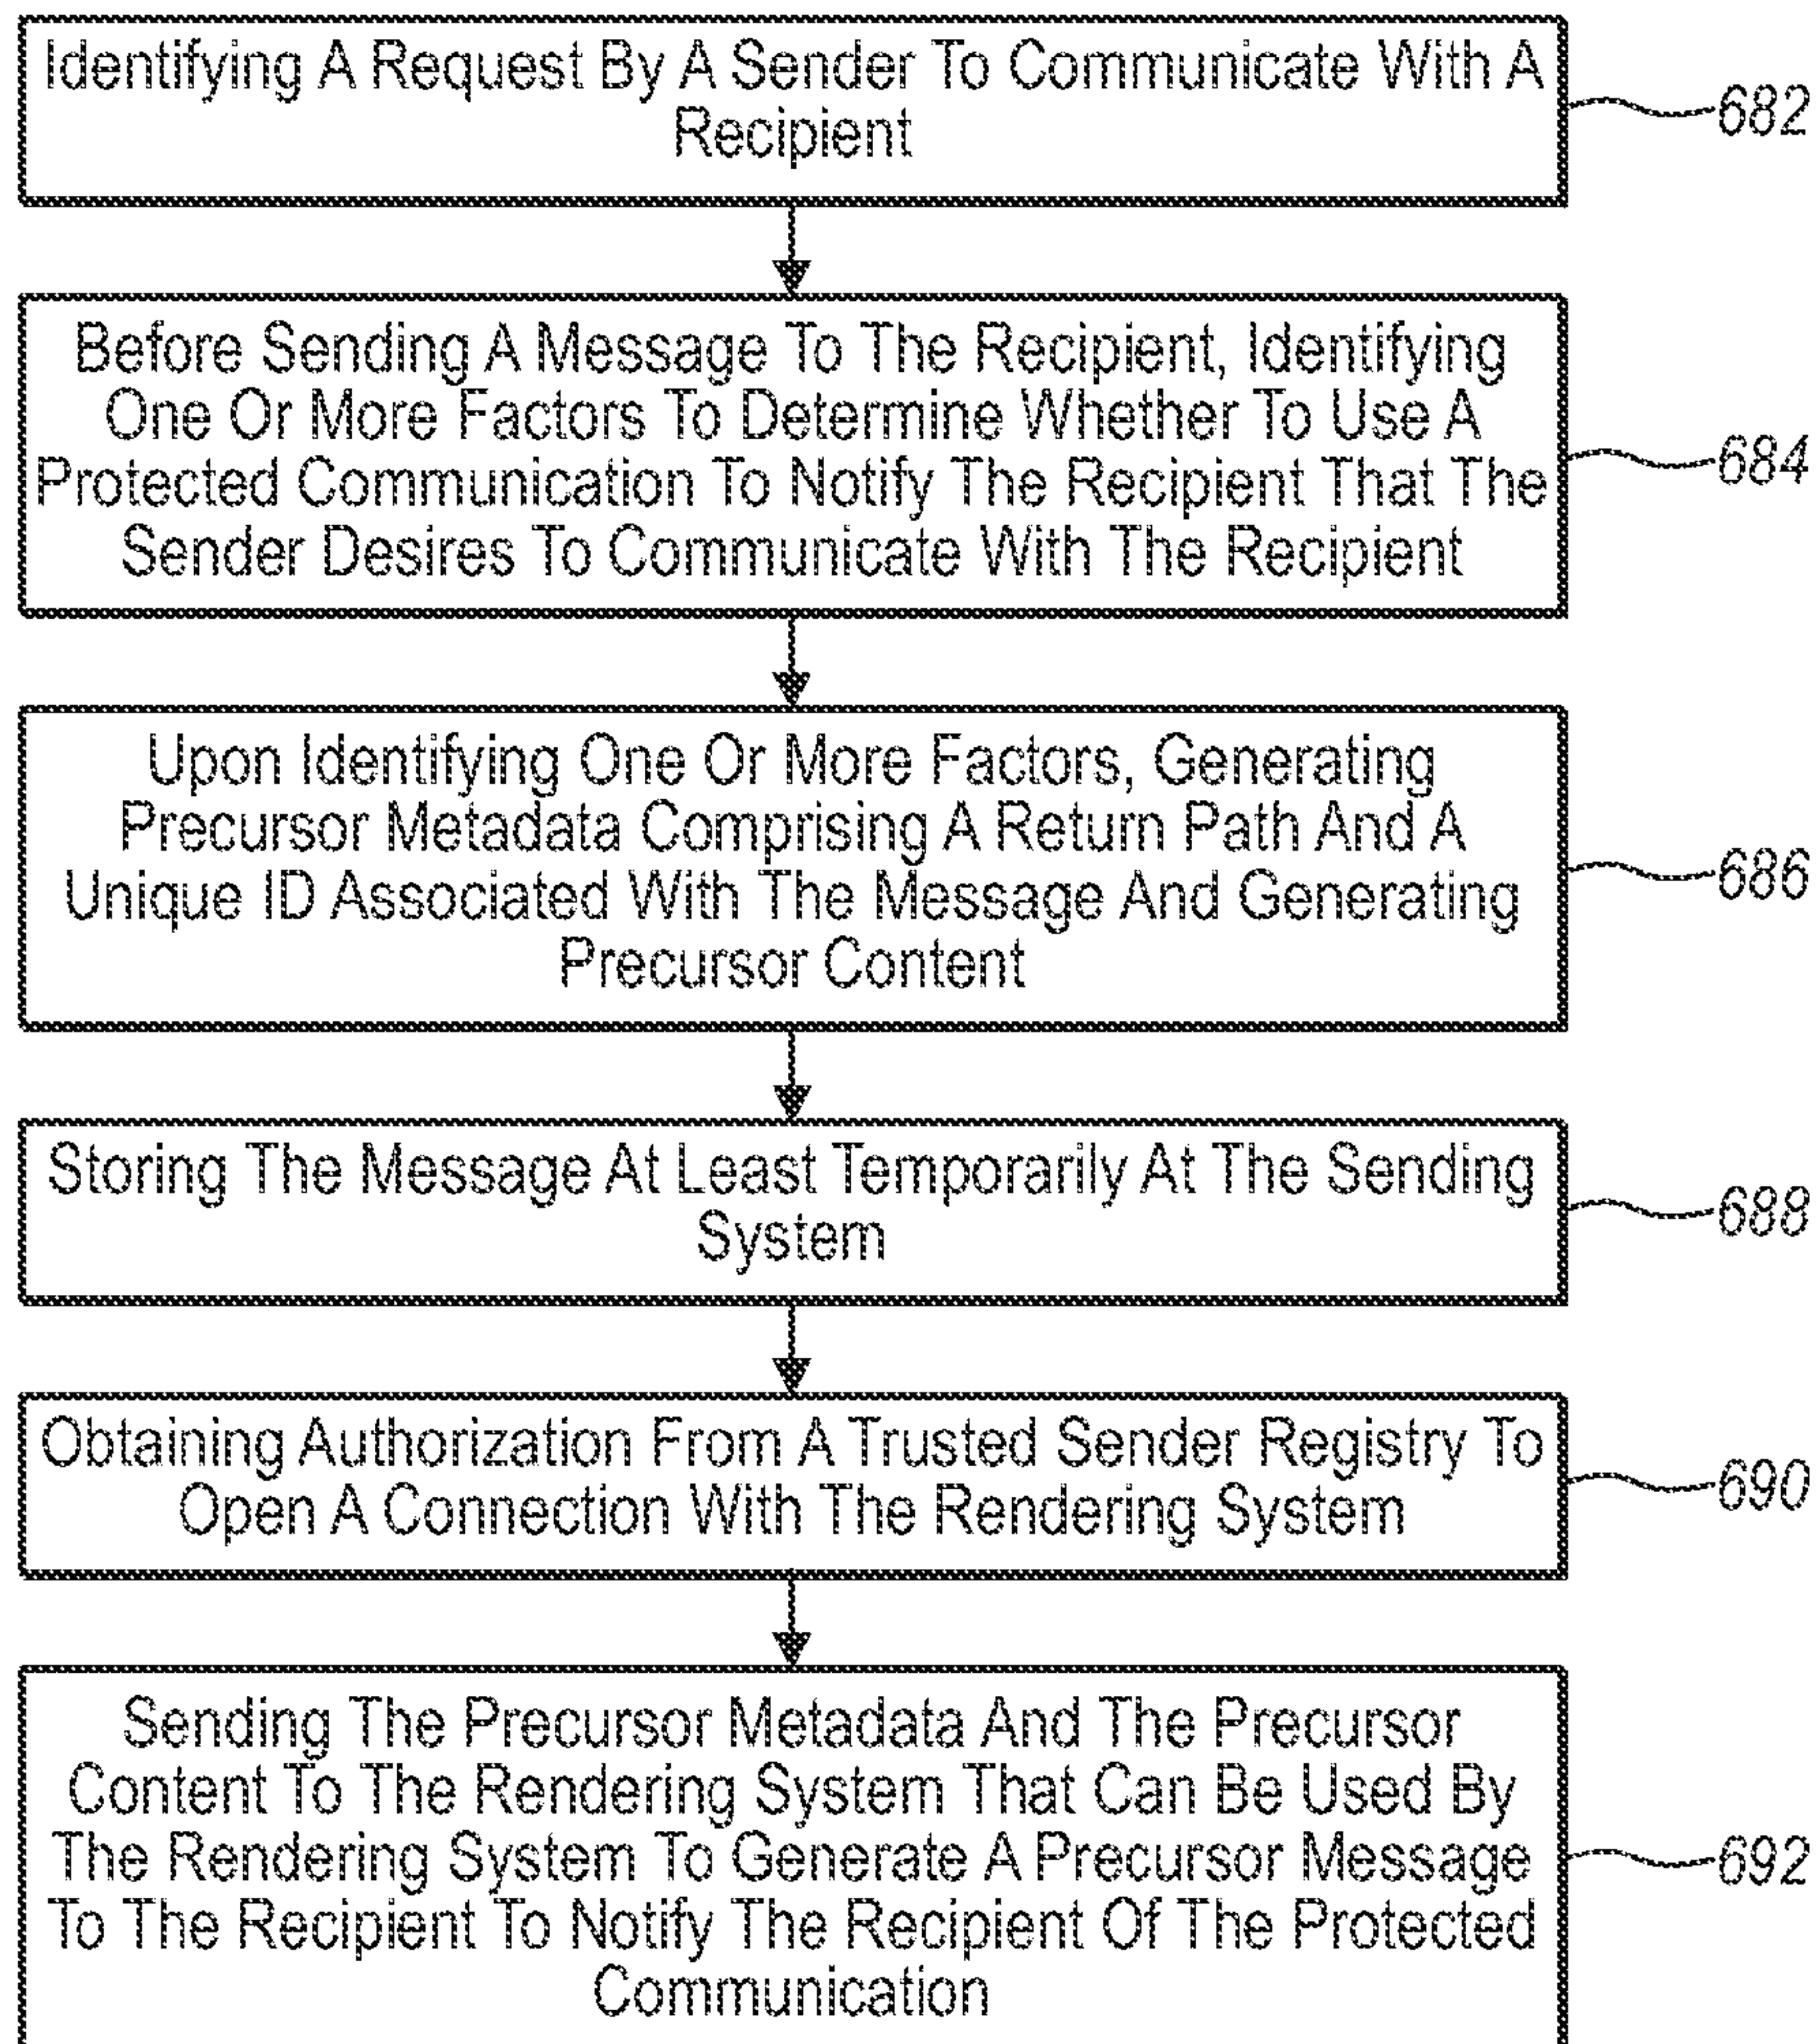 Identifying A Request By A Sender To Communicate With A
Recipient
682
Before Sending A Message To The Recipient, Identifying
One Or More Factors To Determine Whether To Use A
Protected Communication To Notify The Recipient That The
Sender Desires To Communicate With The Recipient
684
Upon Identifying One Or More Factors, Generating
Precursor Metadata Comprising A Return Path And A
Unique ID Associated With The Message And Generating
Precursor Content
686
Storing The Message At Least Temporarily At The Sending
System
688
Obtaining Authorization From A Trusted Sender Registry To
Open A Connection With The Rendering System
690
Sending The Precursor Metadata And The Precursor
Content To The Rendering System That Can Be Used By
The Rendering System To Generate A Precursor Message
To The Recipient To Notify The Recipient Of The Protected
Communication
692